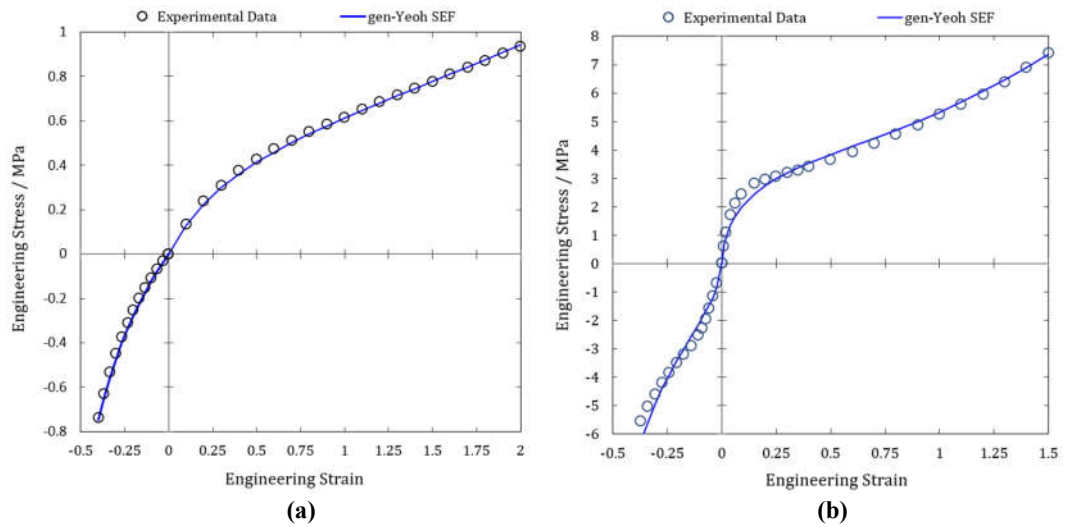 Experimental Data gen-Yeoh SEF
1
0.8
0.6
0.4
0.2
0
-0.2
-0.4
-0.6
-0.8
-0.5 -0.25 0 0.25 0.5 0.75 1 1.25 1.5 1.75 2
Engineering Stress / MPa
Engineering Strain
(a)
Experimental Data gen-Yeoh SEF
8
7
6
5
4
3
2
1
0
-1
-2
-3
-4
-5
-6
-0.5 -0.25 0 0.25 0.5 0.75 1 1.25 1.5
Engineering Stress / MPa
Engineering Strain
(b)